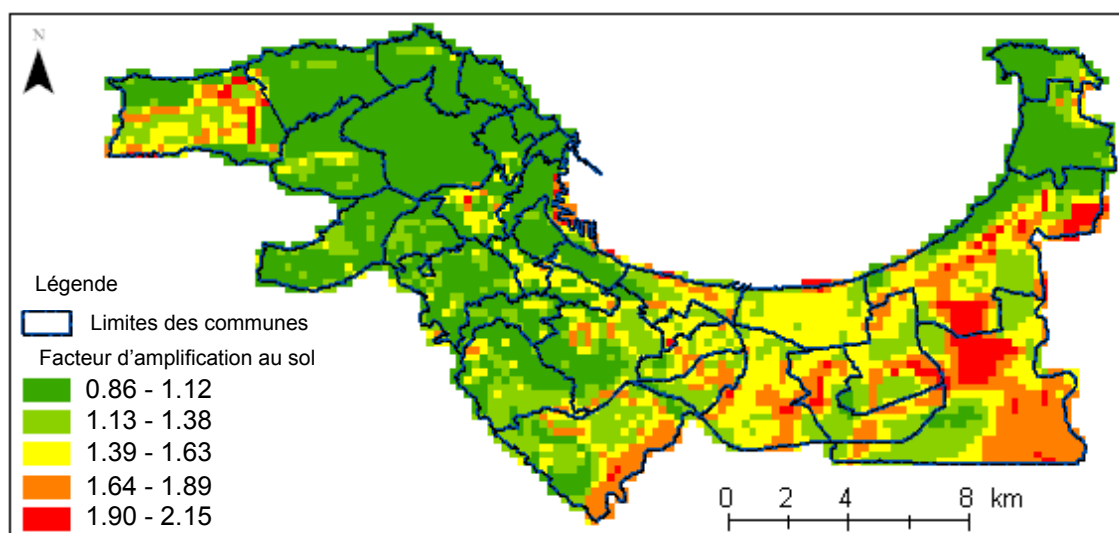 N
Légende
Limites des communes
Facteur d'amplification au sol
0.86 - 1.12
1.13 - 1.38
1.39 - 1.63
1.64 - 1.89
1.90 - 2.15
0 2 4 8 km